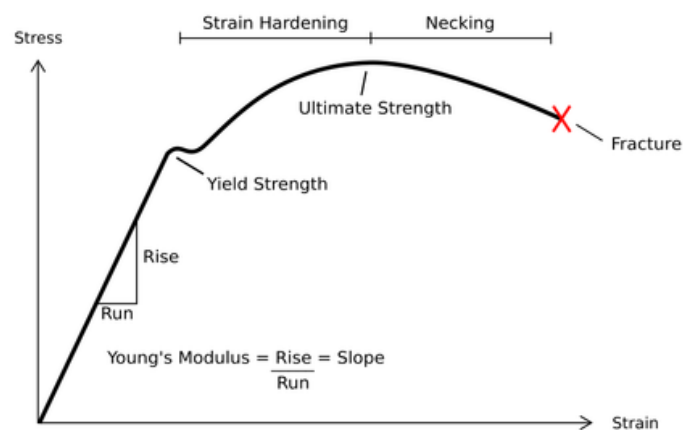 Strain Hardening
Necking
Stress
Ultimate Strength
Fracture
Yield Strength
Rise
Run
Young's Modulus = Rise = Slope
Run
Strain